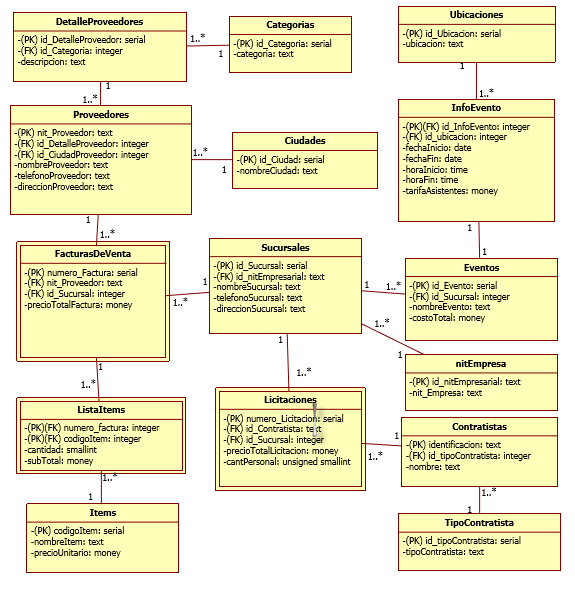 DetalleProveedores
-(PK) id_DetalleProveedor: serial
-(FK) id_Categoria: integer
-descripcion: text
1..*
1
Categorias
-(PK) id_Categoria: serial
-categoria: text
Ubicaciones
-(PK) id_Ubicacion: serial
-ubicacion: text
1
1..*
1
1..*
Proveedores
-(PK) nit_Proveedor: text
-(FK) id_DetalleProveedor: integer
-(FK) id_CiudadProveedor: integer
-nombreProveedor: text
-telefonoProveedor: text
-direccionProveedor: text
1..*
1
Ciudades
-(PK) id_Ciudad: serial
-nombreCiudad: text
InfoEvento
-(PK)(FK) id_InfoEvento: integer
-(FK) id_ubicacion: integer
-fechaInicio: date
-fechaFin: date
-horaInicio: time
-horaFin: time
-tarifaAsistentes: money
1
1..*
1
1
FacturasDeVenta
-(PK) numero_Factura: serial
-(FK) nit_Proveedor: text
-(FK) id_Sucursal: integer
-precioTotalFactura: money
1..*
1
Sucursales
-(PK) id_Sucursal: serial
-(FK) id_nitEmpresarial: text
-nombreSucursal: text
-telefonoSucursal: text
-direccionSucursal: text
1
1..*
Eventos
-(PK) id_Evento: serial
-(FK) id_Sucursal: integer
-nombreEvento: text
-costoTotal: money
1..*
1
nitEmpresa
-(PK) id_nitEmpresarial: text
-nit_Empresa: text
1
1..*
1
1..*
ListaItems
-(PK)(FK) numero_factura: integer
-(PK)(FK) codigoItem: integer
-cantidad: smallint
-subTotal: money
Licitaciones
-(PK) numero_Licitacion: serial
-(FK) id_Contratista: text
-(FK) id_Sucursal: integer
-precioTotalLicitacion: money
-cantPersonal: unsigned smallint
1
1..*
Contratistas
-(PK) identificacion: text
-(FK) id_tipoContratista: integer
-nombre: text
1..*
1
1..*
1
Items
-(PK) codigoItem: serial
-nombreItem: text
-precioUnitario: money
TipoContratista
-(PK) id_tipoContratista: serial
-tipoContratista: text